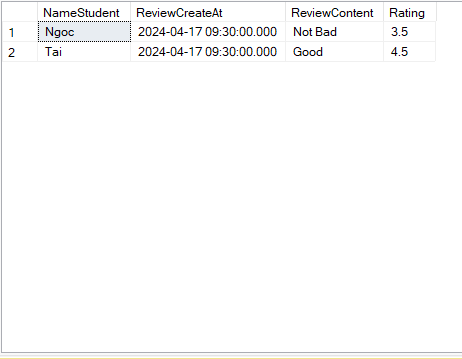 NameStudent ReviewCreateAt ReviewContent Rating
1 Ngoc 2024-04-17 09:30:00.000 Not Bad 3.5
2 Tai 2024-04-17 09:30:00.000 Good 4.5